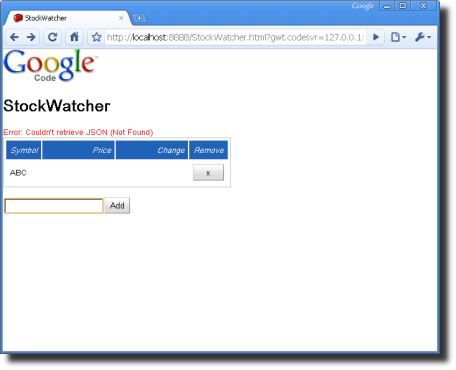 Google
StockWatcher
http://localhost:8888/StockWatcher.html?gwt.codesvr=127.0.0.1:
Google™
Code
StockWatcher
Error: Couldn't retrieve JSON (Not Found)
Symbol Price Change Remove
ABC x
Add